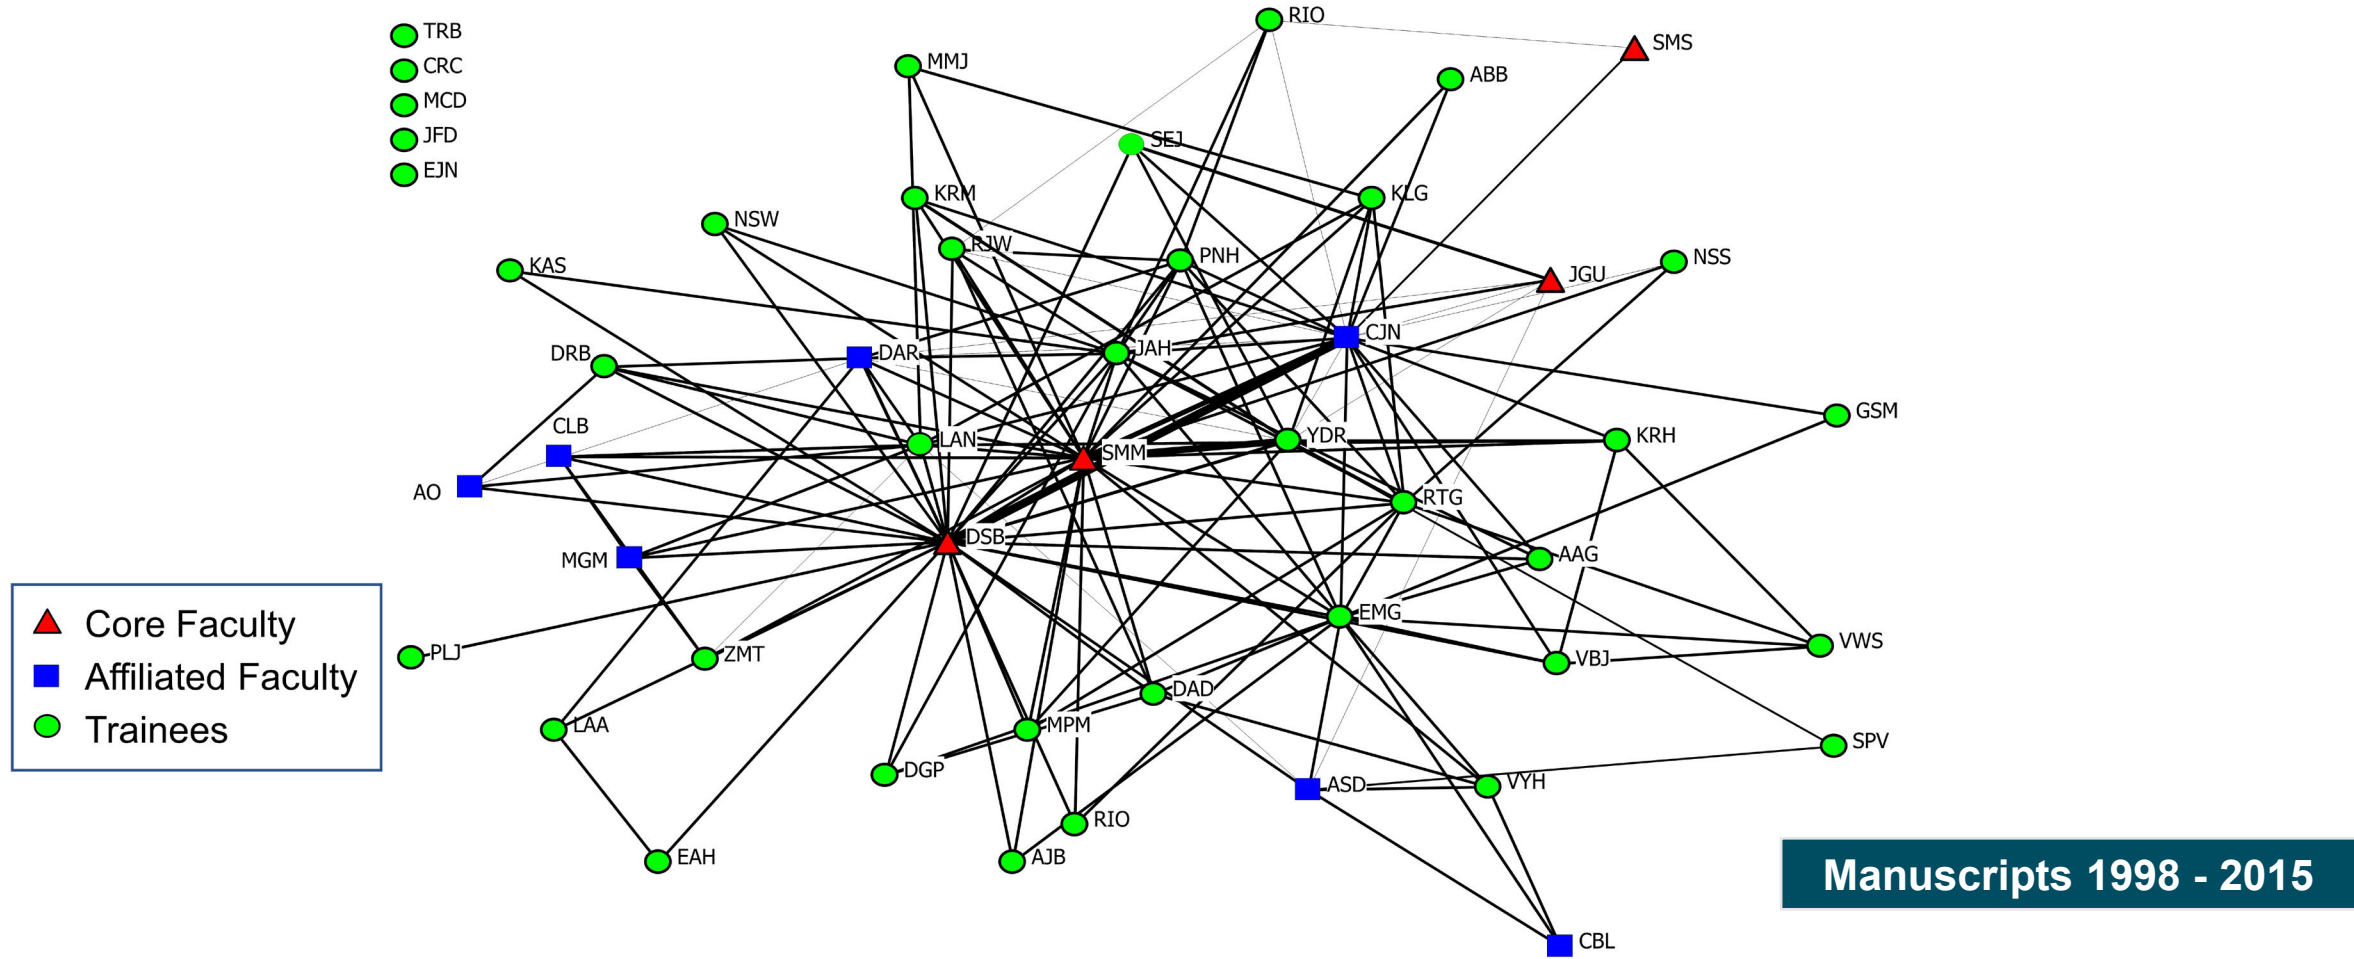 RIO
TRB
SMS
MMJ
CRC
ABB
MCD
JFD
SEJ
EJN
KRM
KLG
NSW
RJW
PNH
NSS
KAS
JGU
CJN
DRB
DAR
JAH
GSM
CLB
LAN
YDR
KRH
SMM
AO
RTG
DSB
AAG
MGM
EMG
Core Faculty
Affiliated Faculty
Trainees
PLJ
ZMT
VBJ
VWS
DAD
LAA
MPM
SPV
DGP
ASD
VYH
RIO
EAH
AJB
Manuscripts 1998 - 2015
CBL